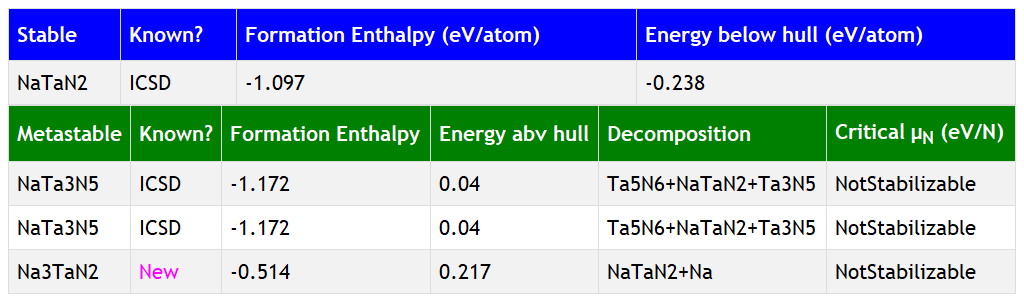 Stable Known? Formation Enthalpy (eV/atom) Energy below hull (eV/atom)
NaTaN2 ICSD -1.097 -0.238
Metastable Known? Formation Enthalpy Energy abv hull Decomposition Critical μN (eV/N)
NaTa3N5 ICSD -1.172 0.04 Ta5N6+NaTaN2+Ta3N5 NotStabilizable
NaTa3N5 ICSD -1.172 0.04 Ta5N6+NaTaN2+Ta3N5 NotStabilizable
Na3TaN2 New -0.514 0.217 NaTaN2+Na NotStabilizable